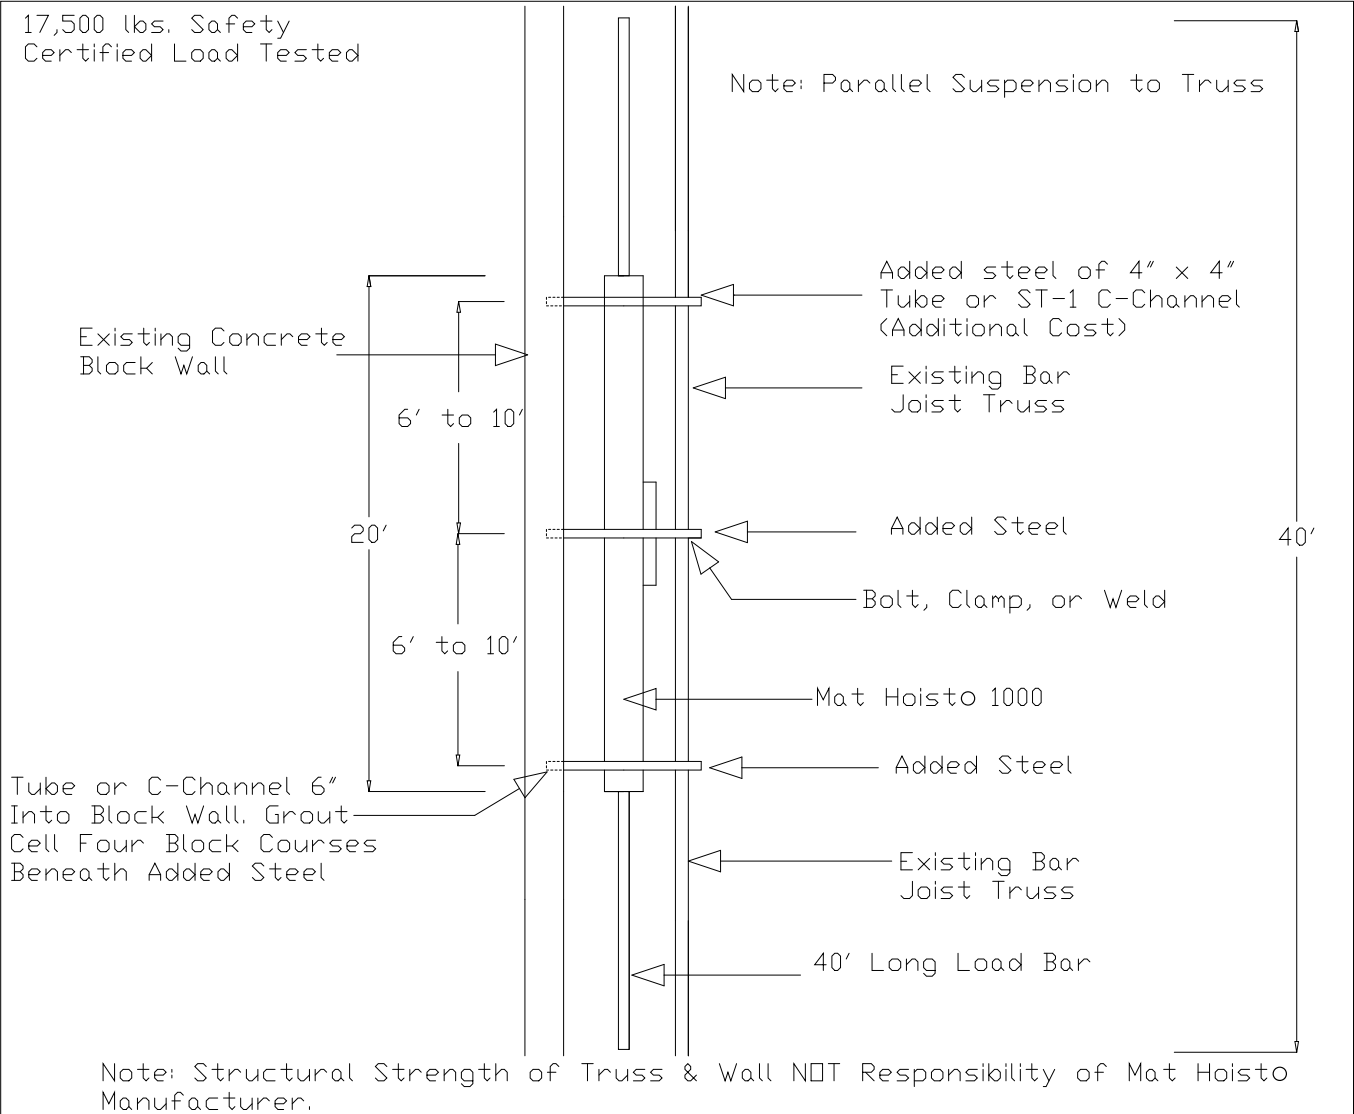 17,500 lbs. Safety
Certified Load Tested
Note: Parallel Suspension to Truss
Added steel of 4" x 4"
Tube or ST-1 C-Channel
(Additional Cost)
Existing Concrete
Block Wall
Existing Bar
Joist Truss
6' to 10'
20'
Added Steel
40'
Bolt, Clamp, or Weld
6' to 10'
Mat Hoisto 1000
Added Steel
Tube or C-Channel 6"
Into Block Wall. Grout
Cell Four Block Courses
Beneath Added Steel
Existing Bar
Joist Truss
40' Long Load Bar
Note: Structural Strength of Truss & Wall NOT Responsibility of Mat Hoisto
Manufacturer.